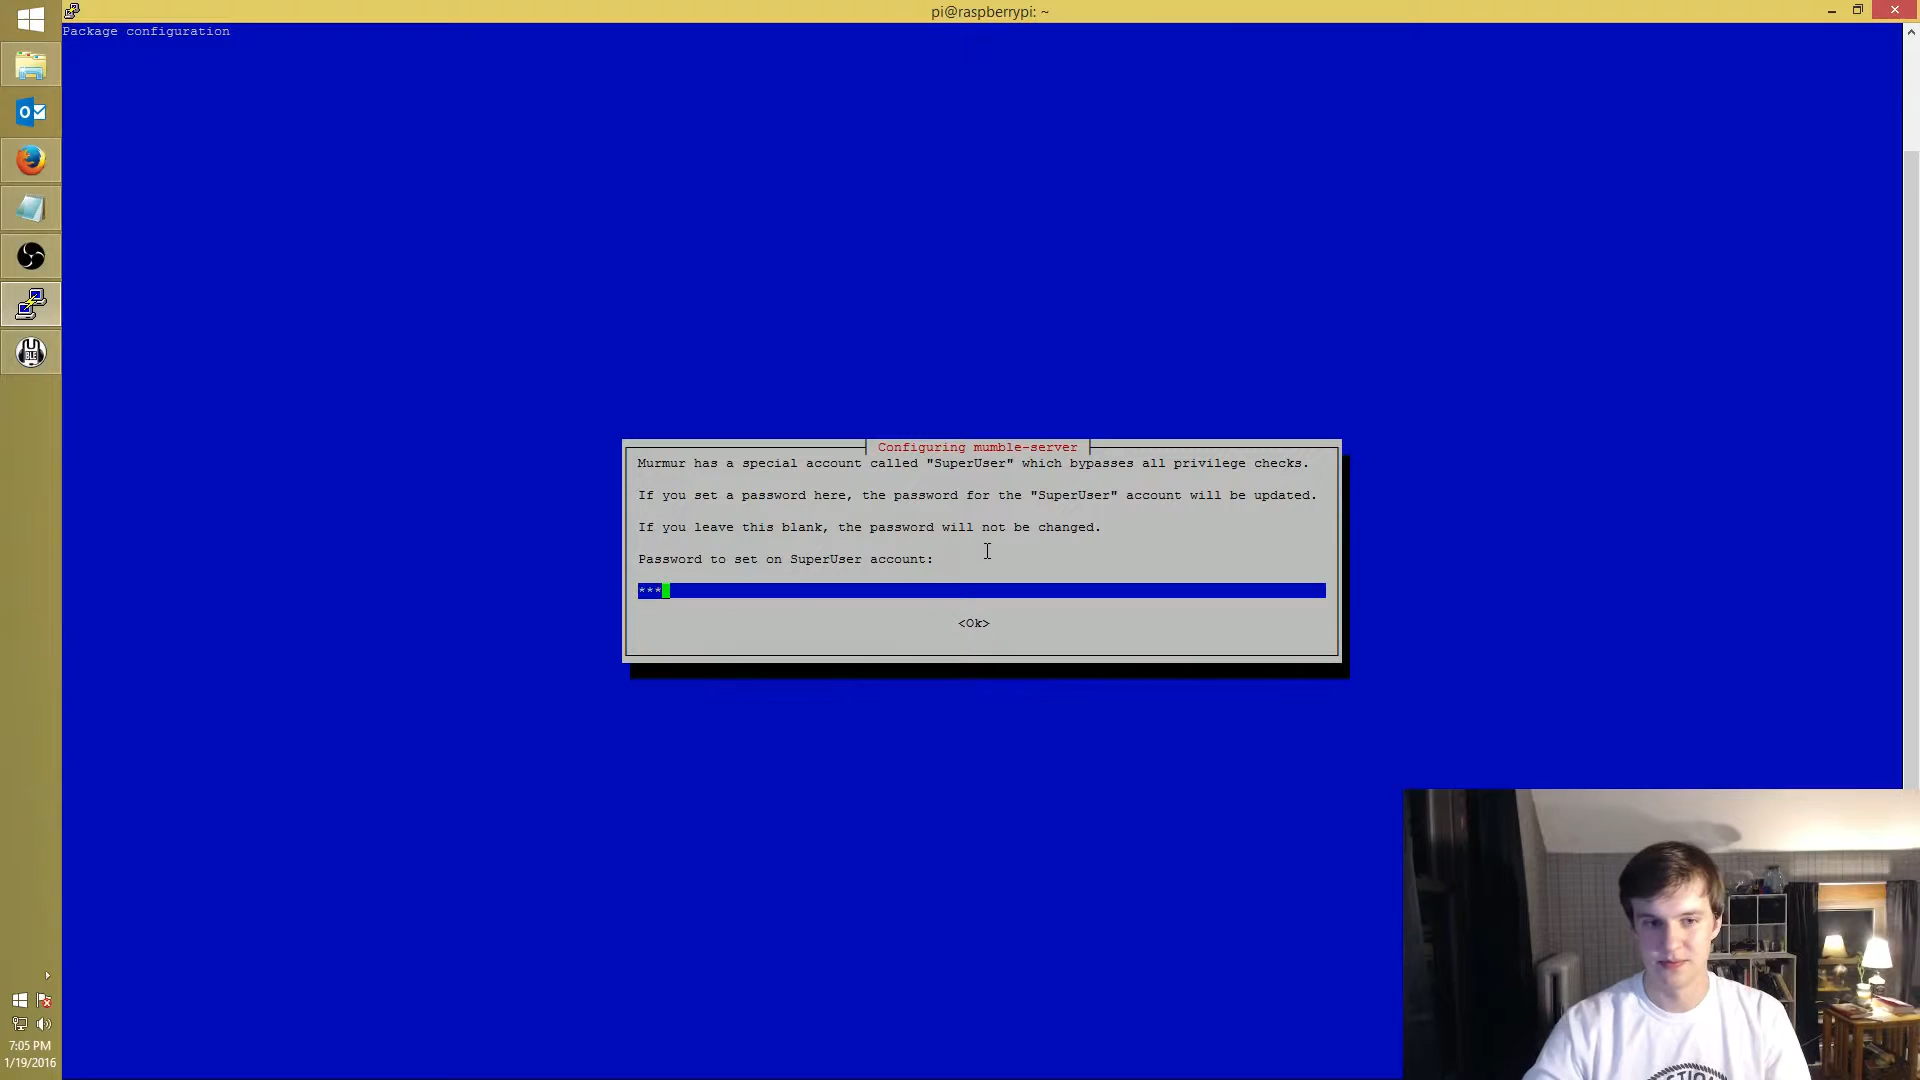 pi@raspberrypi: ~
Package configuration
Configuring mumble-server
Murmur has a special account called "SuperUser" which bypasses all privilege checks.
If you set a password here, the password for the "SuperUser" account will be updated.
If you leave this blank, the password will not be changed.
Password to set on SuperUser account:
***
<Ok>
7:05 PM
1/19/2016